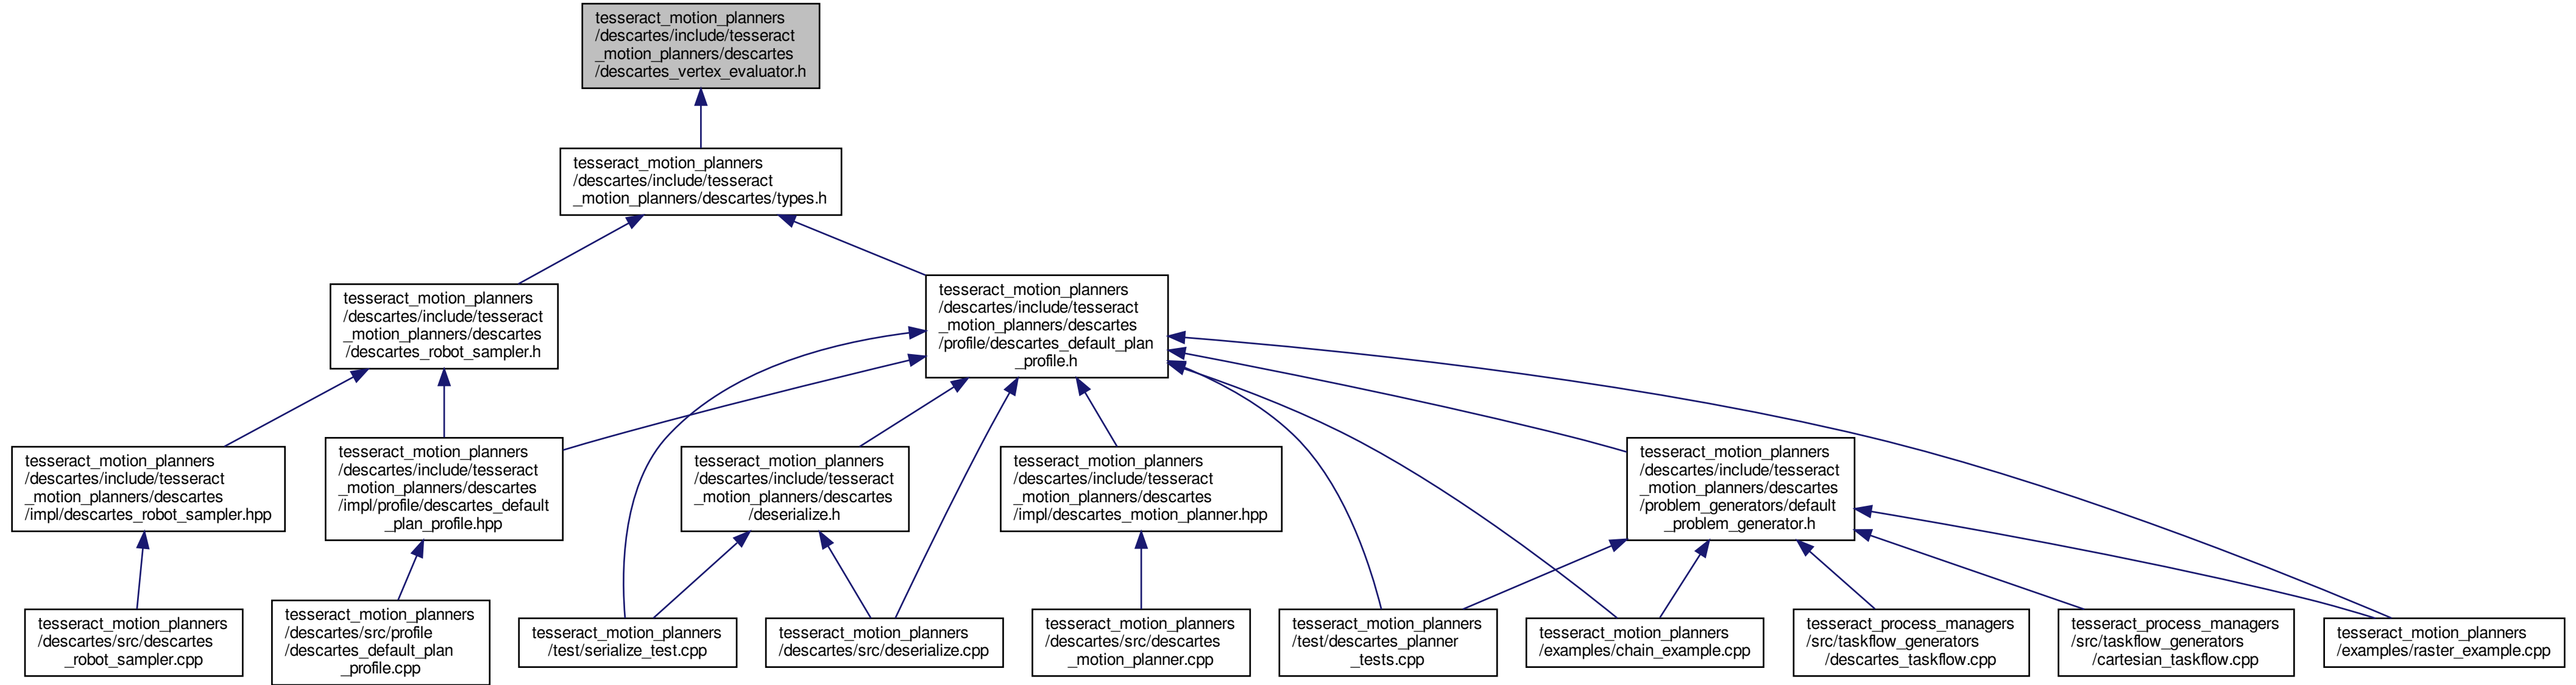 tesseract_motion_planners
/descartes/include/tesseract
_motion_planners/descartes
/descartes_vertex_evaluator.h
tesseract_motion_planners
/descartes/include/tesseract
_motion_planners/descartes/types.h
tesseract_motion_planners
/descartes/include/tesseract
_motion_planners/descartes
/descartes_robot_sampler.h
tesseract_motion_planners
/descartes/include/tesseract
_motion_planners/descartes
/profile/descartes_default_plan
_profile.h
tesseract_motion_planners
/descartes/include/tesseract
_motion_planners/descartes
/impl/descartes_robot_sampler.hpp
tesseract_motion_planners
/descartes/include/tesseract
_motion_planners/descartes
/impl/profile/descartes_default
_plan_profile.hpp
tesseract_motion_planners
/descartes/include/tesseract
_motion_planners/descartes
/deserialize.h
tesseract_motion_planners
/descartes/include/tesseract
_motion_planners/descartes
/impl/descartes_motion_planner.hpp
tesseract_motion_planners
/descartes/include/tesseract
_motion_planners/descartes
/problem_generators/default
_problem_generator.h
tesseract_motion_planners
/descartes/src/descartes
_robot_sampler.cpp
tesseract_motion_planners
/descartes/src/profile
/descartes_default_plan
_profile.cpp
tesseract_motion_planners
/test/serialize_test.cpp
tesseract_motion_planners
/descartes/src/deserialize.cpp
tesseract_motion_planners
/descartes/src/descartes
_motion_planner.cpp
tesseract_motion_planners
/test/descartes_planner
_tests.cpp
tesseract_motion_planners
/examples/chain_example.cpp
tesseract_process_managers
/src/taskflow_generators
/descartes_taskflow.cpp
tesseract_process_managers
/src/taskflow_generators
/cartesian_taskflow.cpp
tesseract_motion_planners
/examples/raster_example.cpp